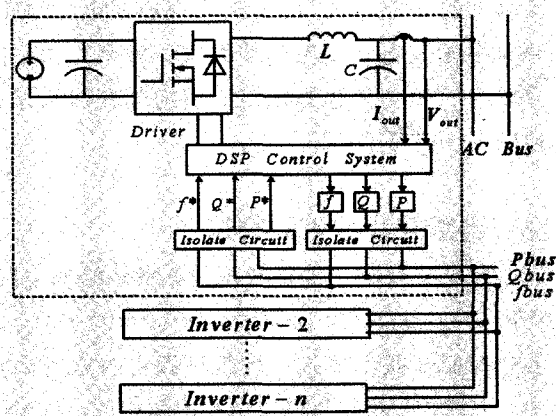 L
C
I out
V out
Driver
AC Bus
DSP Control System
f* Q* P*
f Q P
Isolate Circuit
Isolate Circuit
Pbus
Qbus
fbus
Inverter - 2
Inverter - n